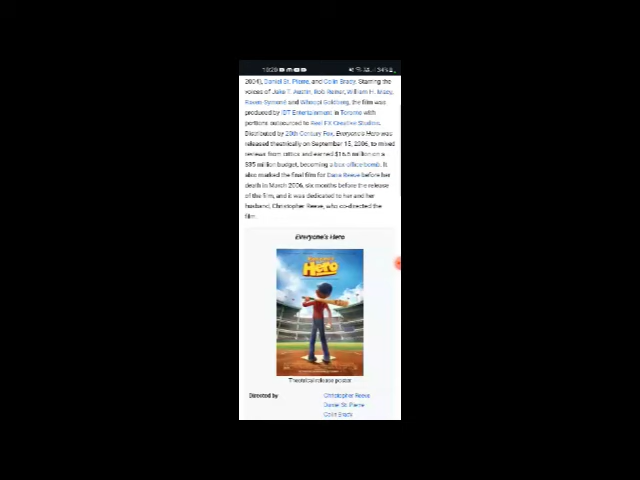 2004), Daniel St. Pierre, and Colin Brady. Starring the
voices of Jake T. Austin, Rob Reiner, William H. Macy,
Raven-Symoné and Whoopi Goldberg, the film was
produced by IDT Entertainment in Toronto with
portions outsourced to Reel FX Creative Studios.
Distributed by 20th Century Fox, Everyone's Hero was
released theatrically on September 15, 2006, to mixed
reviews from critics and earned $16.6 million on a
$35 million budget, becoming a box-office bomb. It
also marked the final film for Dana Reeve before her
death in March 2006, six months before the release
of the film, and it was dedicated to her and her
husband, Christopher Reeve, who co-directed the
film.
Everyone's Hero
Everyone's
Hero
Theatrical release poster
Directed by
Christopher Reeve
Daniel St. Pierre
Colin Brady